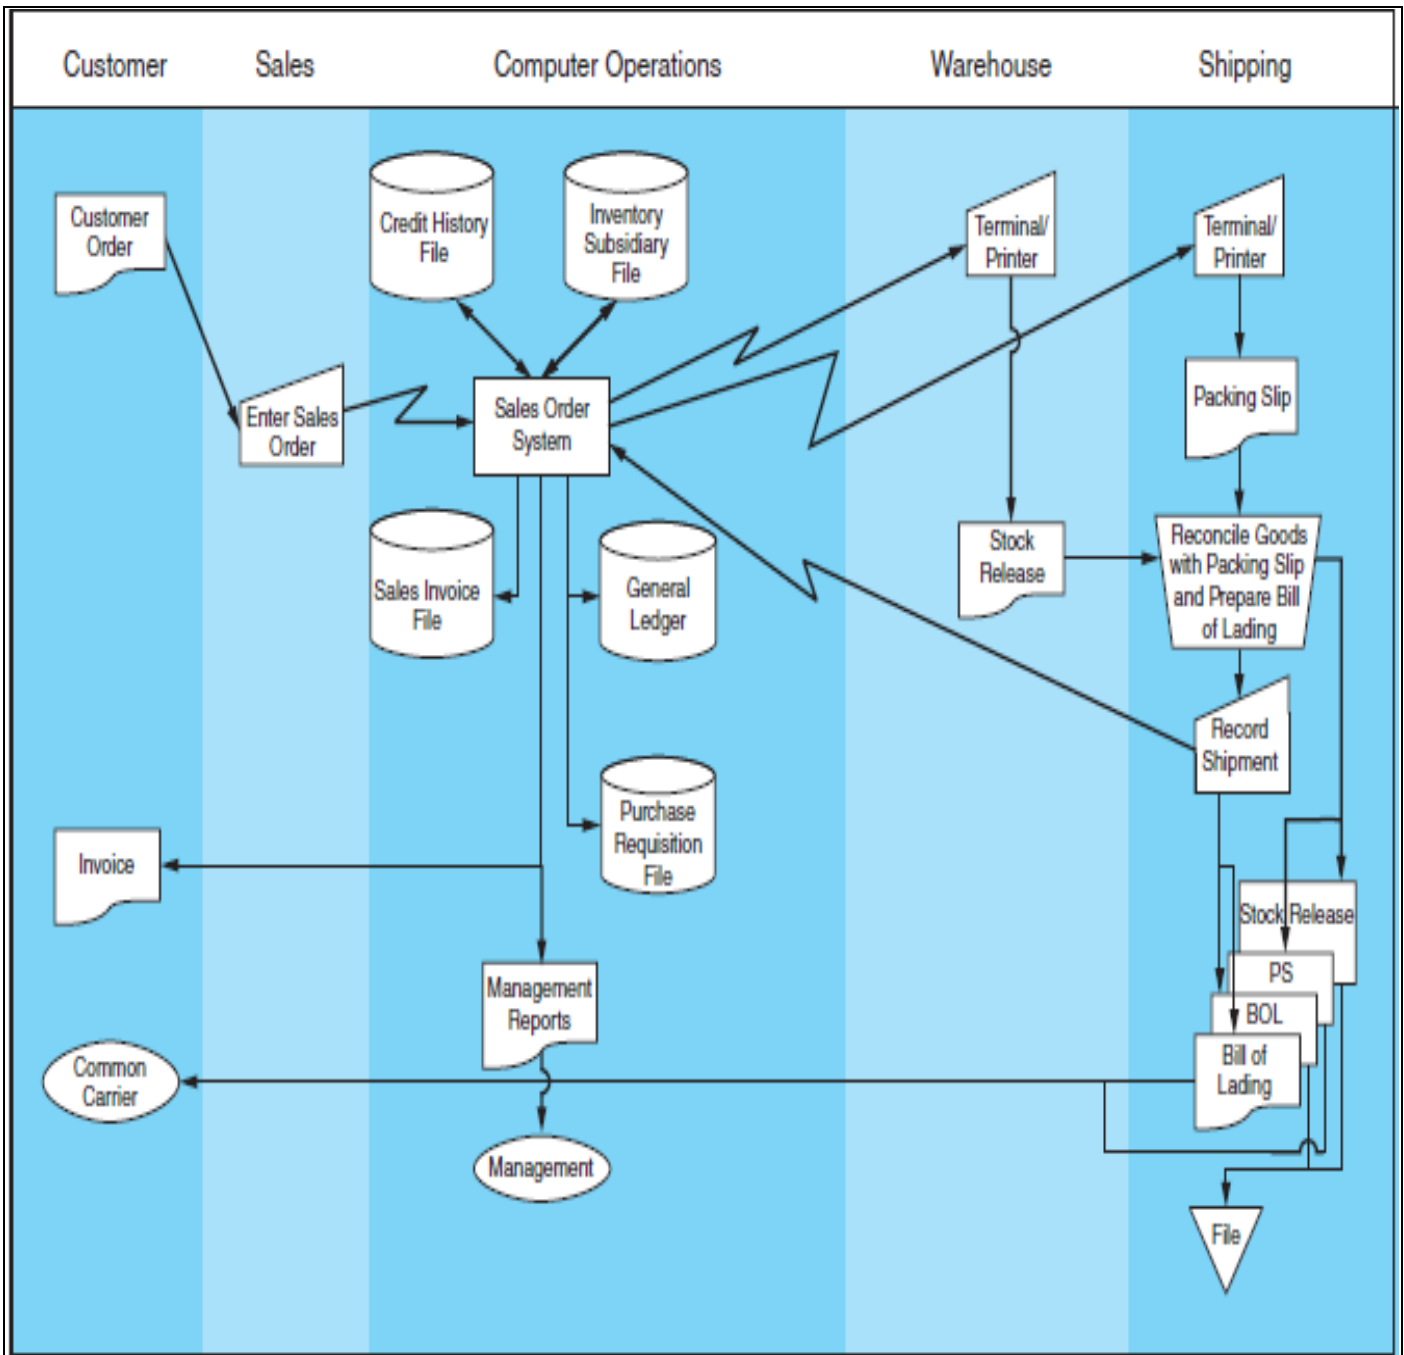 Customer
Sales
Computer Operations
Warehouse
Shipping
Customer
Order
Credit History
File
Inventory
Subsidiary
File
Terminal/
Printer
Terminal/
Printer
Enter Sales
Order
Sales Order
System
Packing Slip
Sales Invoice
File
General
Ledger
Stock
Release
Reconcile Goods
with Packing Slip
and Prepare Bill
of Lading
Record
Shipment
Purchase
Requisition
File
Invoice
Stock Release
PS
BOL
Bill of
Lading
Management
Reports
Common
Carrier
Management
File